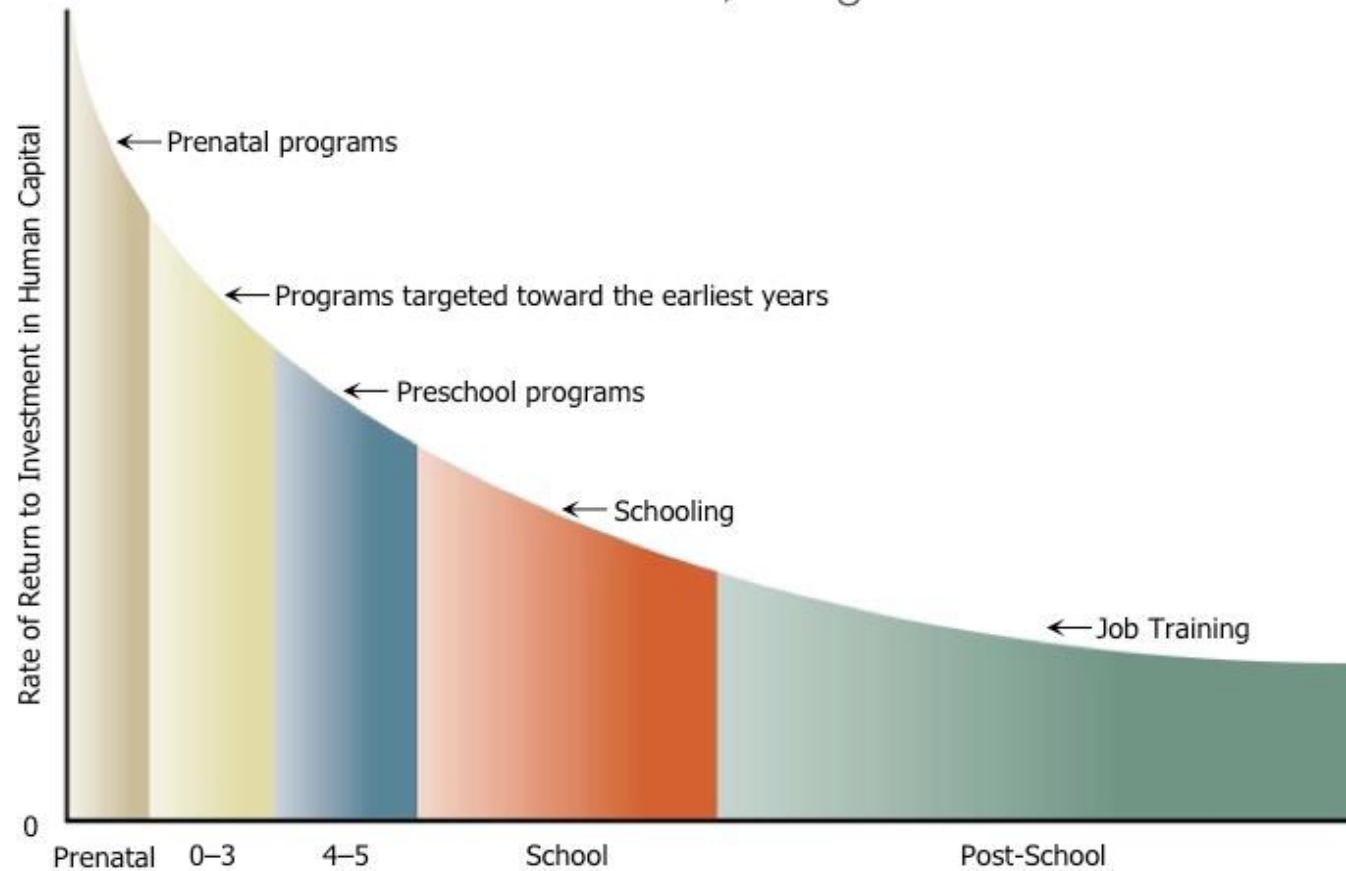 Rate of Return to Investment in Human Capital
Prenatal programs
Programs targeted toward the earliest years
Preschool programs
Schooling
Job Training
0
Prenatal 0–3 4–5 School Post-School